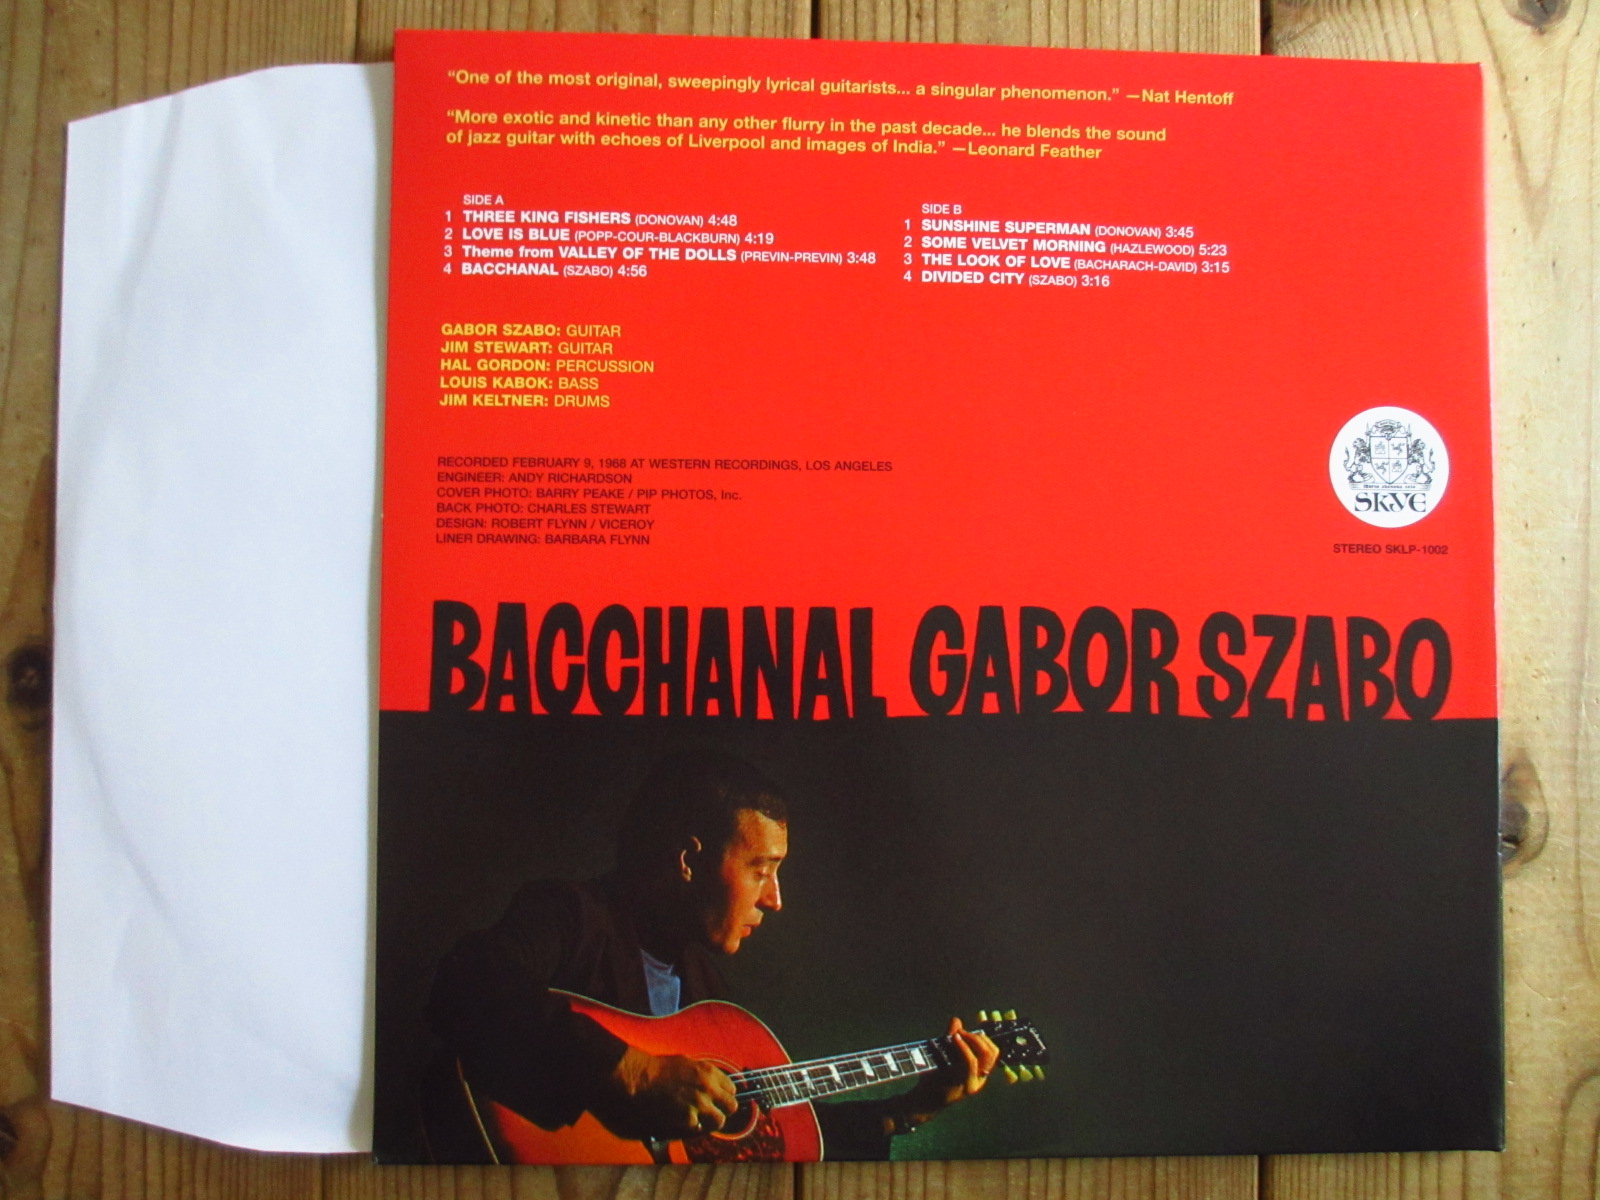 “One of the most original, sweepingly lyrical guitarists... a singular phenomenon.” —Nat Hentoff
“More exotic and kinetic than any other flurry in the past decade... he blends the sound
of jazz guitar with echoes of Liverpool and images of India.” —Leonard Feather
SIDE A
1 THREE KING FISHERS (DONOVAN) 4:48
2 LOVE IS BLUE (POPP-COUR-BLACKBURN) 4:19
3 Theme from VALLEY OF THE DOLLS (PREVIN-PREVIN) 3:48
4 BACCHANAL (SZABO) 4:56
SIDE B
1 SUNSHINE SUPERMAN (DONOVAN) 3:45
2 SOME VELVET MORNING (HAZLEWOOD) 5:23
3 THE LOOK OF LOVE (BACHARACH-DAVID) 3:15
4 DIVIDED CITY (SZABO) 3:16
GABOR SZABO: GUITAR
JIM STEWART: GUITAR
HAL GORDON: PERCUSSION
LOUIS KABOK: BASS
JIM KELTNER: DRUMS
RECORDED FEBRUARY 9, 1968 AT WESTERN RECORDINGS, LOS ANGELES
ENGINEER: ANDY RICHARDSON
COVER PHOTO: BARRY PEAKE / PIP PHOTOS, Inc.
BACK PHOTO: CHARLES STEWART
DESIGN: ROBERT FLYNN / VICEROY
LINER DRAWING: BARBARA FLYNN
SKYE
STEREO SKLP-1002
BACCHANAL GABOR SZABO
Gibson